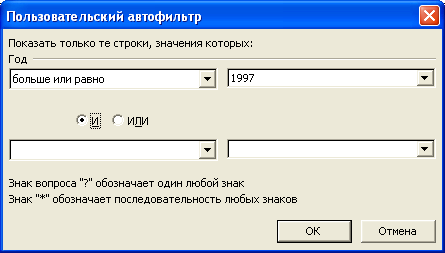 Пользовательский автофильтр
Показать только те строки, значения которых:
Год
больше или равно 1997
И ИЛИ
Знак вопроса "?" обозначает один любой знак
Знак "*" обозначает последовательность любых знаков
ОК Отмена